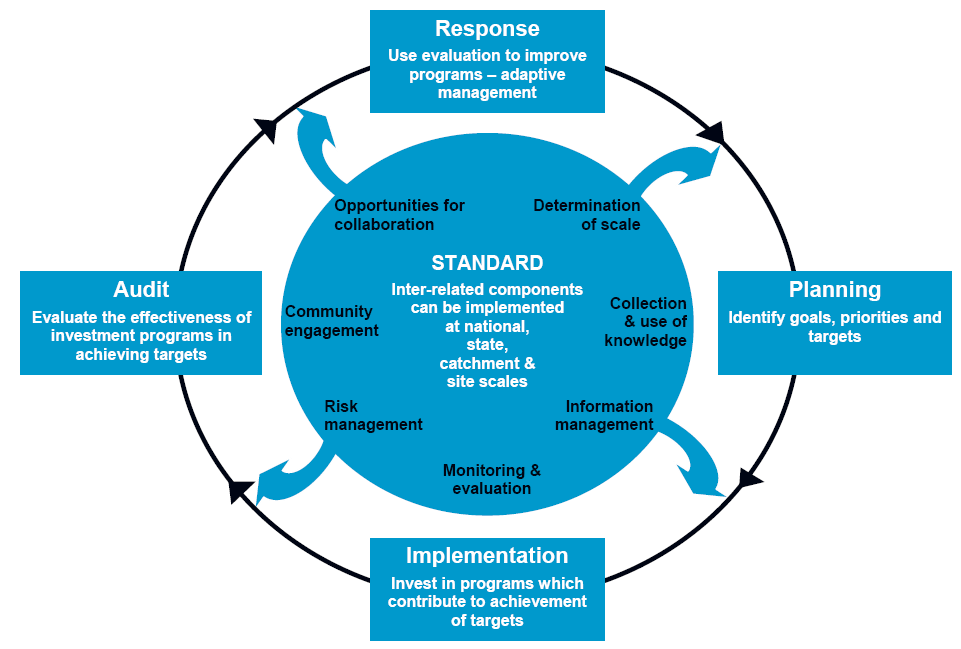 Response
Use evaluation to improve
programs – adaptive
management
Opportunities for
collaboration
Determination
of scale
Audit
Evaluate the effectiveness of
investment programs in
achieving targets
Community
engagement
STANDARD
Inter-related components
can be implemented
at national,
state,
catchment &
site scales
Collection
& use of
knowledge
Planning
Identify goals, priorities and
targets
Risk
management
Information
management
Monitoring &
evaluation
Implementation
Invest in programs which
contribute to achievement
of targets